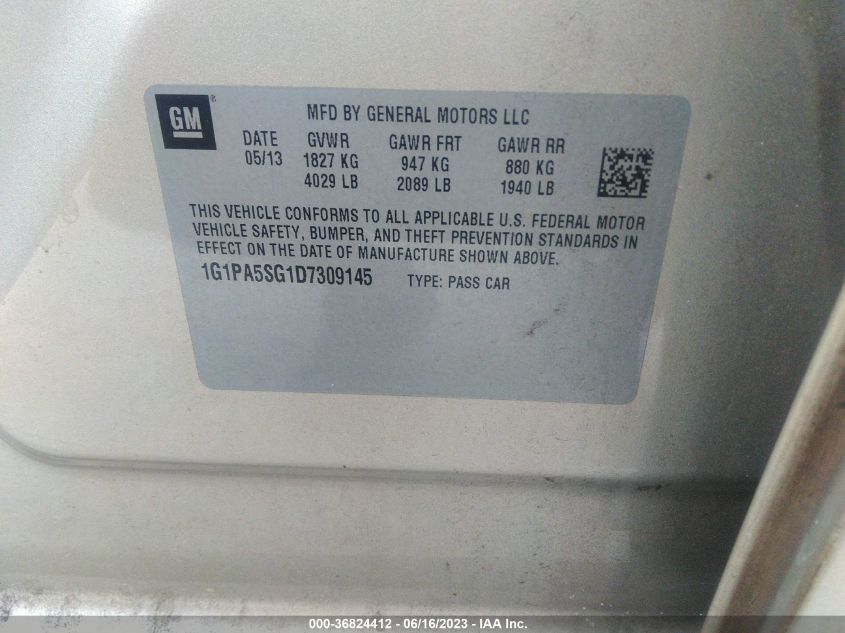 GM ®
MFD BY GENERAL MOTORS LLC
DATE GVWR GAWR FRT GAWR RR
05/13 1827 KG 947 KG 880 KG
4029 LB 2089 LB 1940 LB
THIS VEHICLE CONFORMS TO ALL APPLICABLE U.S. FEDERAL MOTOR
VEHICLE SAFETY, BUMPER, AND THEFT PREVENTION STANDARDS IN
EFFECT ON THE DATE OF MANUFACTURE SHOWN ABOVE.
1G1PA5SG1D7309145 TYPE: PASS CAR
000-36824412 - 06/16/2023 - IAA Inc.